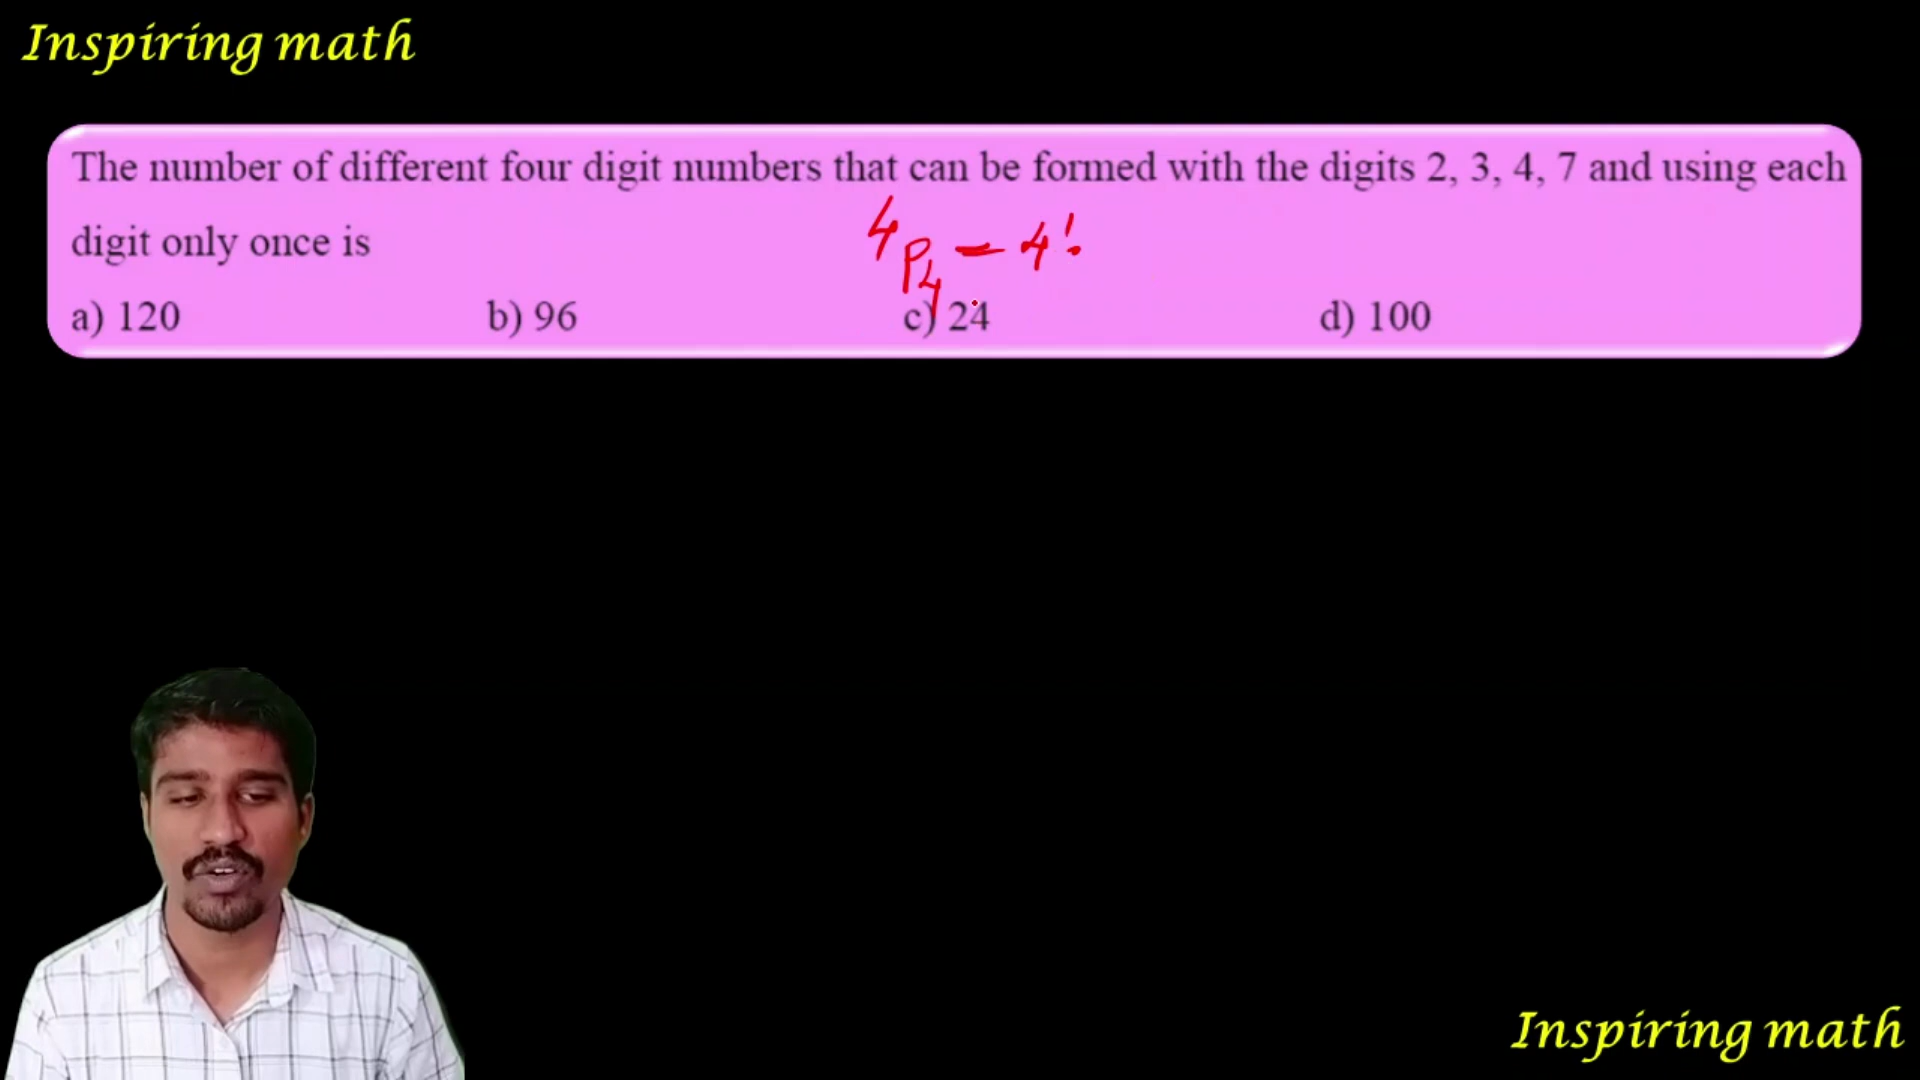 Inspiring math
The number of different four digit numbers that can be formed with the digits 2, 3, 4, 7 and using each
digit only once is
4P4 – 4!
a) 120 b) 96 c) 24 d) 100
Inspiring math